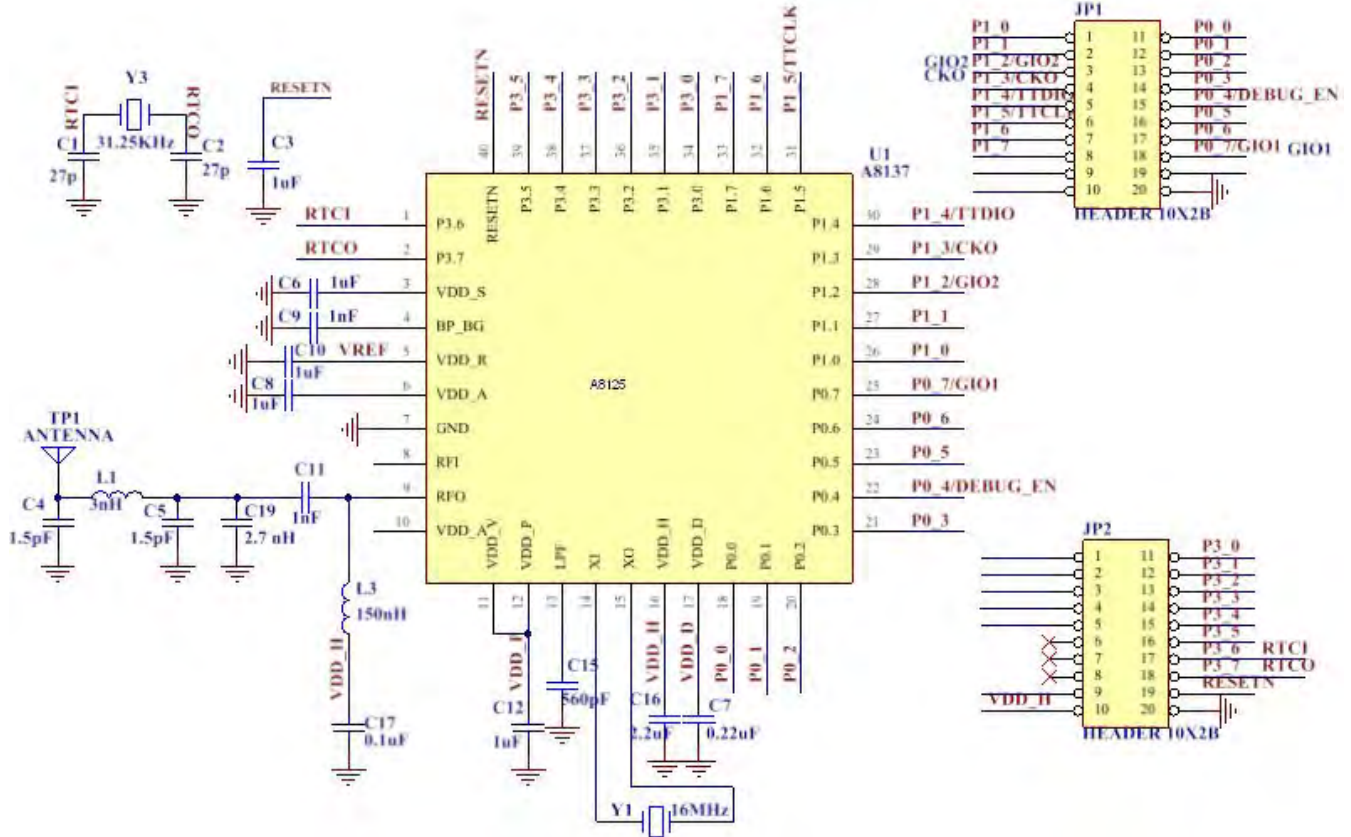 Y3
RTCI
RTCO
31.25KHz
C1
27p
C2
27p
RESETN
C3
1uF
RESETN
P3_5
P3_4
P3_3
P3_2
P3_1
P3_0
P1_7
P1_6
P1_5/TTCLK
40
39
38
37
36
35
34
33
32
31
U1
A8137
RESETN
P3.5
P3.4
P3.3
P3.2
P3.1
P3.0
P1.7
P1.6
P1.5
RTCI
1
P3.6
RTCO
2
P3.7
C6
1uF
3
VDD_S
C9
1nF
4
BP_BG
C10
VREF
1uF
5
VDD_R
C8
1uF
6
VDD_A
7
GND
8
RFI
9
RFO
10
VDD_A
A8125
P1.4
30
P1_4/TTDIO
P1.3
29
P1_3/CKO
P1.2
28
P1_2/GIO2
P1.1
27
P1_1
P1.0
26
P1_0
P0.7
25
P0_7/GIO1
P0.6
24
P0_6
P0.5
23
P0_5
P0.4
22
P0_4/DEBUG_EN
P0.3
21
P0_3
VDD_V
VDD_P
LPF
XI
XO
VDD_H
VDD_D
P0.0
P0.1
P0.2
11
12
13
14
15
16
17
18
19
20
TP1
ANTENNA
L1
3nH
C4
1.5pF
C5
1.5pF
C19
2.7 nH
C11
1nF
L3
150nH
VDD_H
C17
0.1uF
C12
1uF
C15
560pF
VDD_H
VDD_D
P0_0
P0_1
P0_2
C16
2.2uF
C7
0.22uF
Y1
16MHz
JP1
P1_0
1
11
P0_0
P1_1
2
12
P0_1
GIO2
P1_2/GIO2
3
13
P0_2
CKO
P1_3/CKO
4
14
P0_3
P1_4/TTDIO
5
15
P0_4/DEBUG_EN
6
16
P0_5
P1_6
7
17
P0_6
P1_7
8
18
P0_7/GIO1
GIO1
9
19
10
20
HEADER 10X2B
JP2
1
11
P3_0
2
12
P3_1
3
13
P3_2
4
14
P3_3
5
15
P3_4
6
16
P3_5
7
17
P3_6
RTCI
8
18
P3_7
RTCO
9
19
RESETN
VDD_H
10
20
HEADER 10X2B